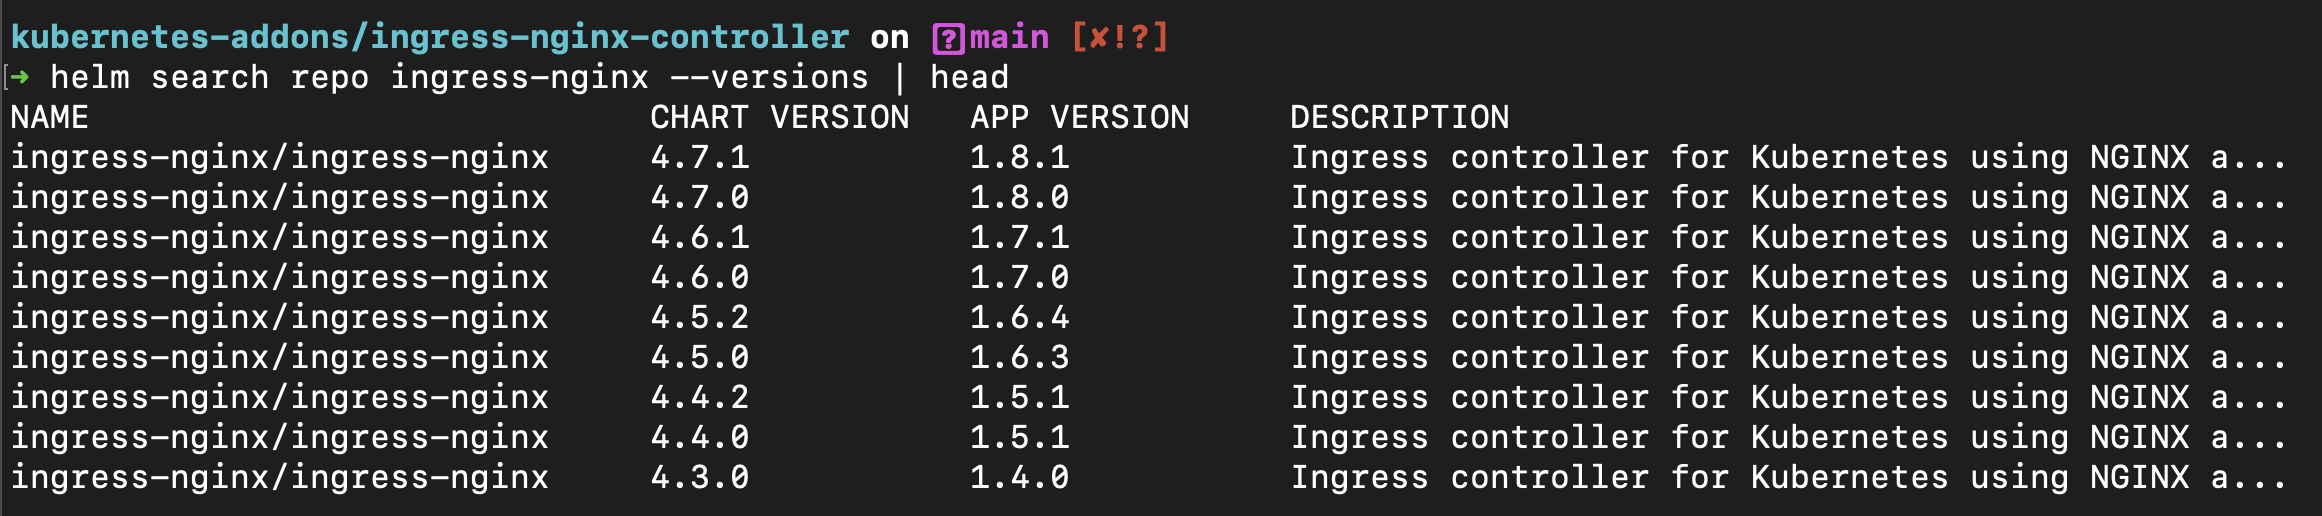 kubernetes-addons/ingress-nginx-controller on ?main [✘!?]
➜ helm search repo ingress-nginx --versions | head
NAME CHART VERSION APP VERSION DESCRIPTION
ingress-nginx/ingress-nginx 4.7.1 1.8.1 Ingress controller for Kubernetes using NGINX a...
ingress-nginx/ingress-nginx 4.7.0 1.8.0 Ingress controller for Kubernetes using NGINX a...
ingress-nginx/ingress-nginx 4.6.1 1.7.1 Ingress controller for Kubernetes using NGINX a...
ingress-nginx/ingress-nginx 4.6.0 1.7.0 Ingress controller for Kubernetes using NGINX a...
ingress-nginx/ingress-nginx 4.5.2 1.6.4 Ingress controller for Kubernetes using NGINX a...
ingress-nginx/ingress-nginx 4.5.0 1.6.3 Ingress controller for Kubernetes using NGINX a...
ingress-nginx/ingress-nginx 4.4.2 1.5.1 Ingress controller for Kubernetes using NGINX a...
ingress-nginx/ingress-nginx 4.4.0 1.5.1 Ingress controller for Kubernetes using NGINX a...
ingress-nginx/ingress-nginx 4.3.0 1.4.0 Ingress controller for Kubernetes using NGINX a...